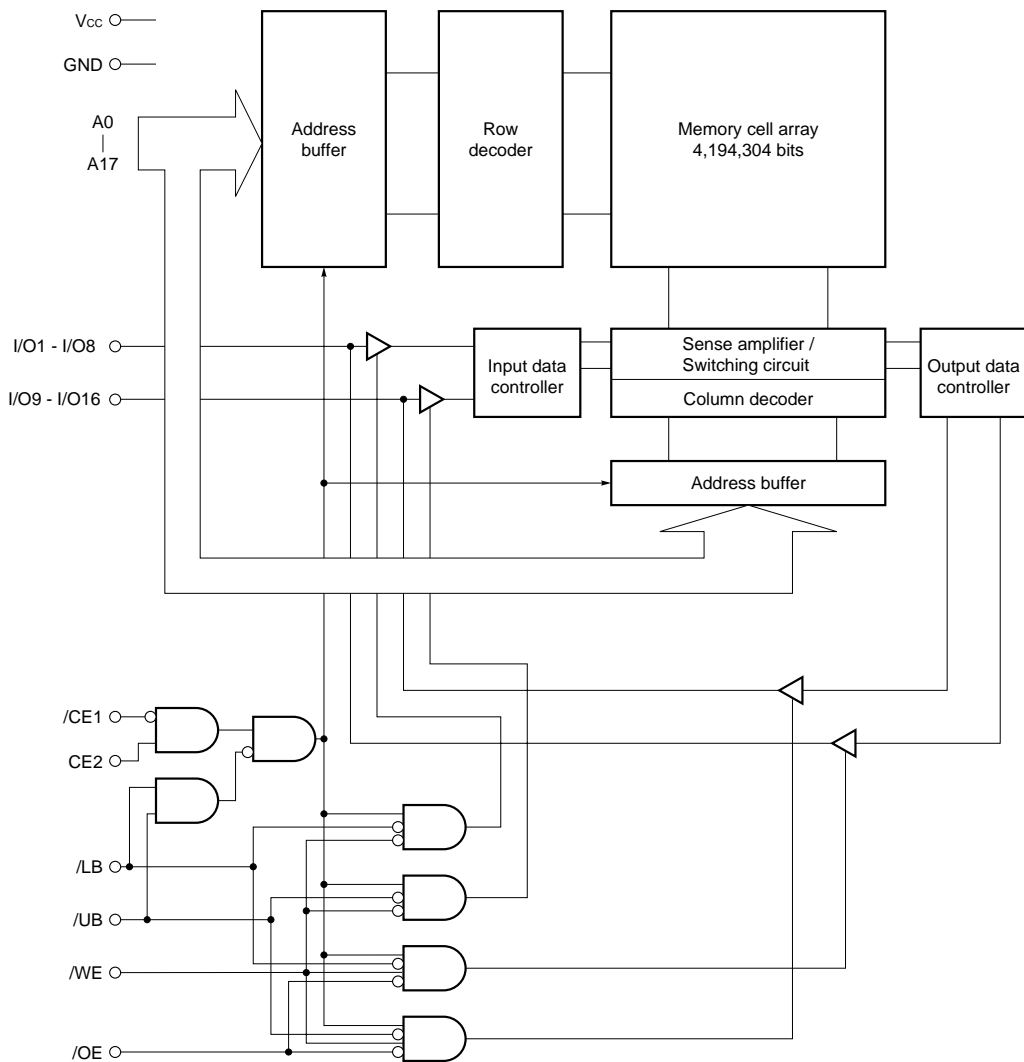 Vcc
GND
A0
A17
Address
buffer
Row
decoder
Memory cell array
4,194,304 bits
I/O1 - I/O8
I/O9 - I/O16
Input data
controller
Sense amplifier /
Switching circuit
Column decoder
Output data
controller
Address buffer
/CE1
CE2
/LB
/UB
/WE
/OE